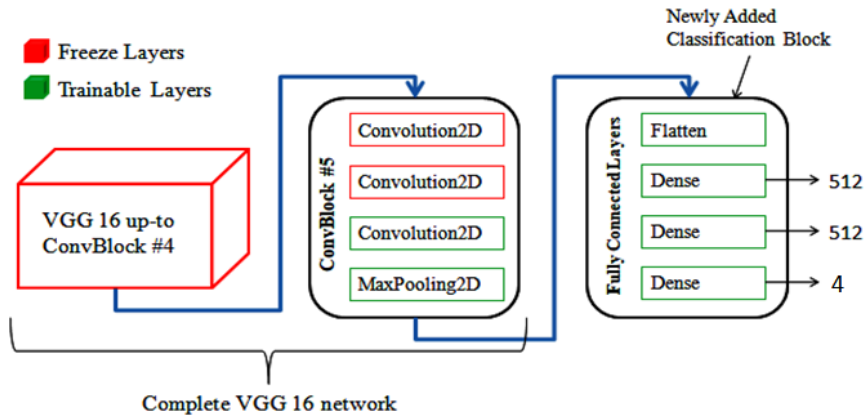 Newly Added
Classification Block
Freeze Layers
Trainable Layers
VGG 16 up-to
ConvBlock #4
ConvBlock #5
Convolution2D
Convolution2D
Convolution2D
MaxPooling2D
Fully Connected Layers
Flatten
Dense
512
Dense
512
Dense
4
Complete VGG 16 network